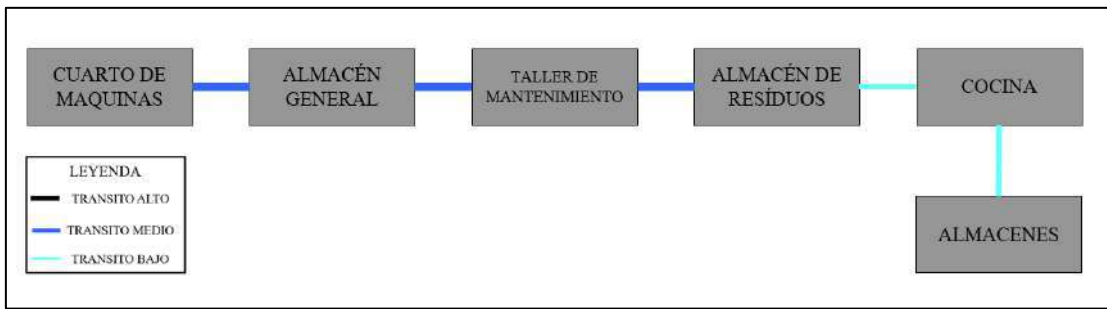 CUARTO DE
MAQUINAS
ALMACÉN
GENERAL
TALLER DE
MANTENIMIENTO
ALMACÉN DE
RESÍDUOS
COCINA
ALMACENES
LEYENDA
TRANSITO ALTO
TRANSITO MEDIO
TRANSITO BAJO